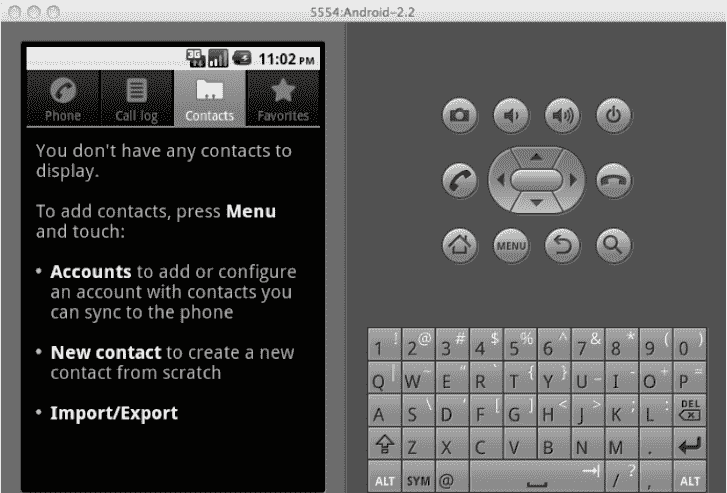 5554:Android-2.2
3G 11:02 PM
Phone Call log Contacts Favorites
You don't have any contacts to
display.
To add contacts, press Menu
and touch:
• Accounts to add or configure
an account with contacts you
can sync to the phone
• New contact to create a new
contact from scratch
• Import/Export
MENU
1 ! 2 @ 3 # 4 $ 5 % 6 ^ 7 & 8 * 9 ( 0 )
Q | W ~ E " R ` T { Y } U _ I - O + P =
A S \ D ' F [ G ] H < J > K ; L : DEL
Z X C V B N M .
ALT SYM @ / ? , ALT